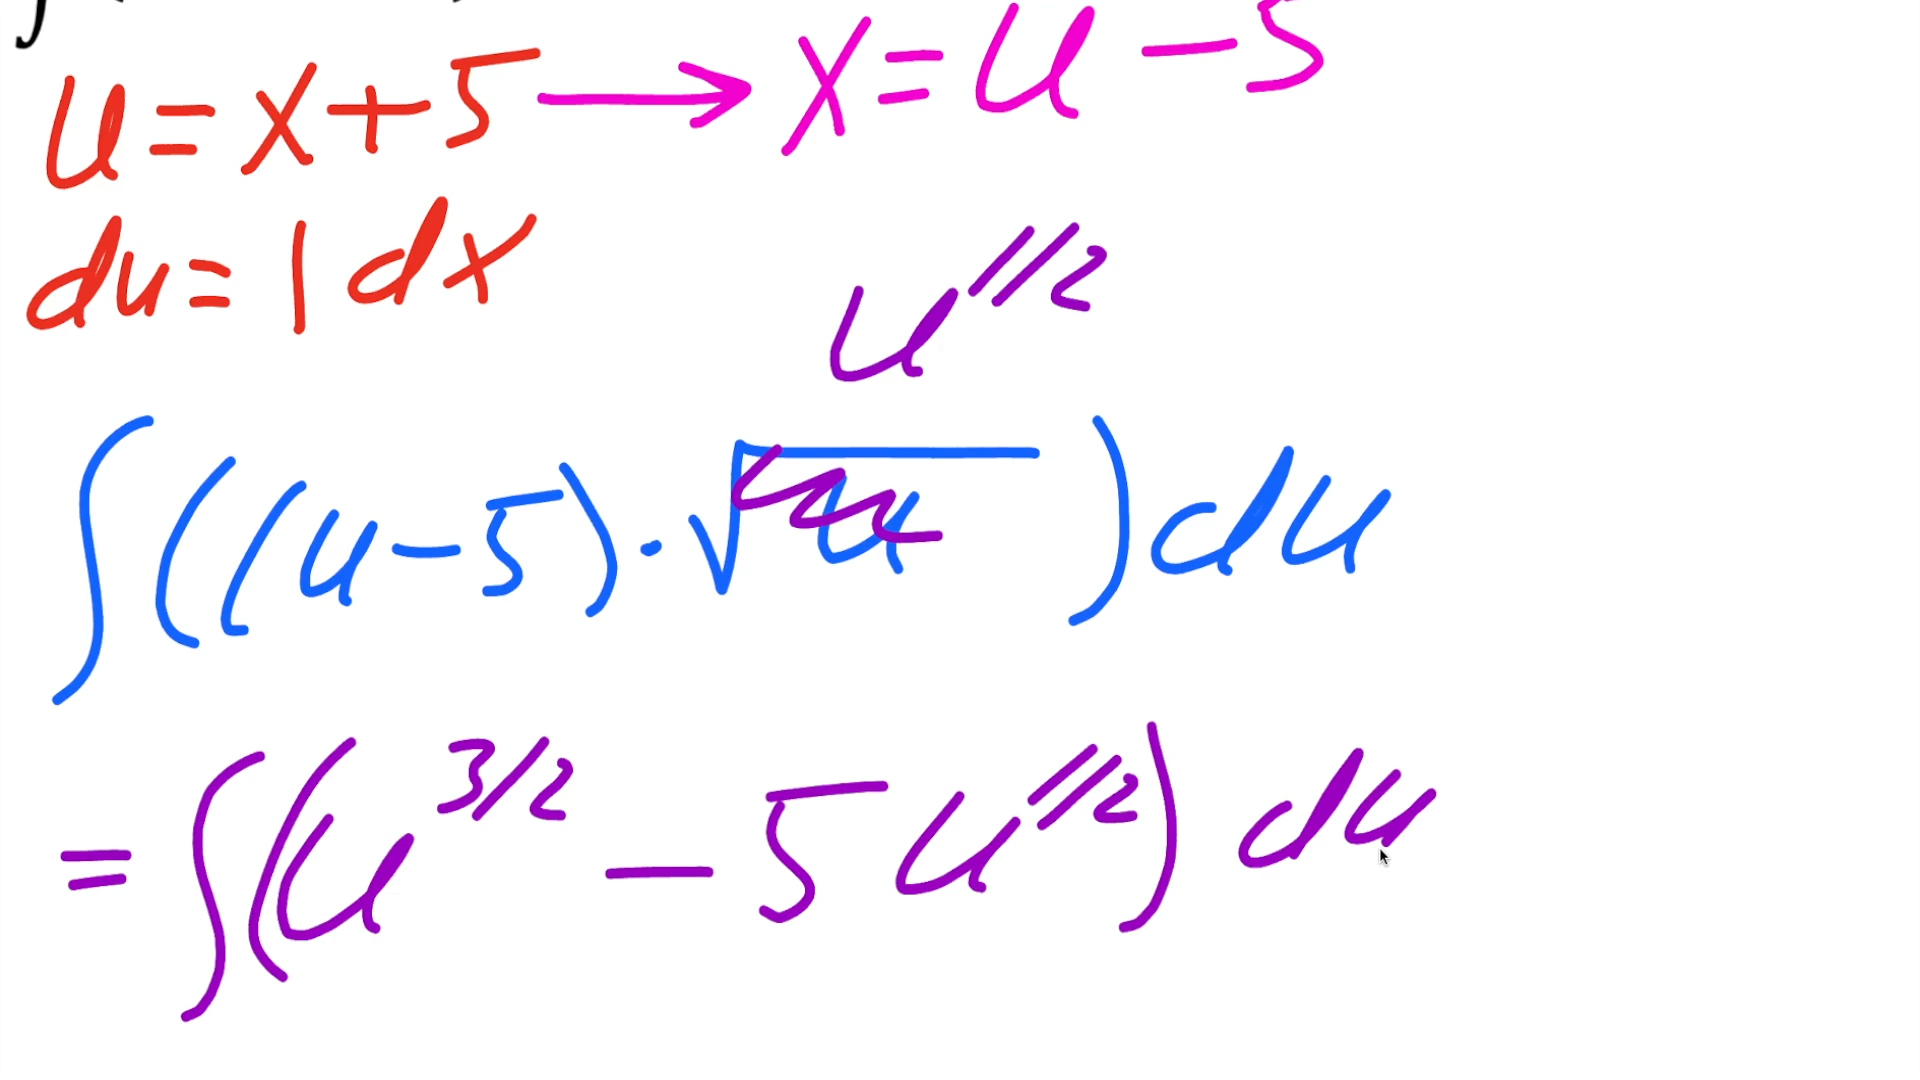 u = x + 5 → x = u - 5
du = 1 dx
u^{1/2}
∫((u-5)·√u) du
= ∫(u^{3/2} - 5u^{1/2}) du